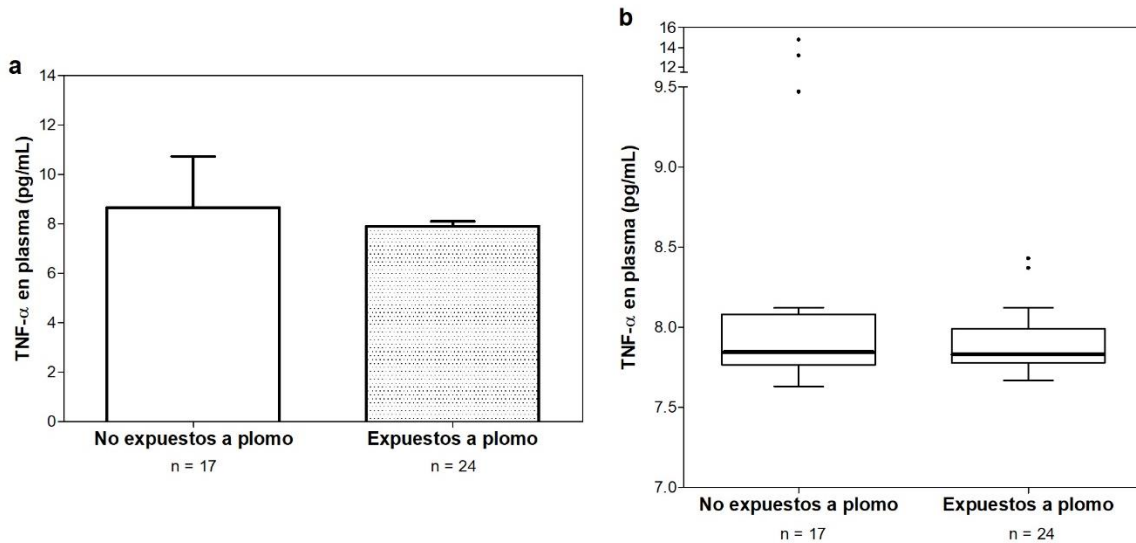 a
14
12
10
8
6
4
2
0
TNF-α en plasma (pg/mL)
No expuestos a plomo
Expuestos a plomo
n = 17
n = 24
b
16
14
12
9.5
9.0
8.5
8.0
7.5
7.0
TNF-α en plasma (pg/mL)
No expuestos a plomo
Expuestos a plomo
n = 17
n = 24